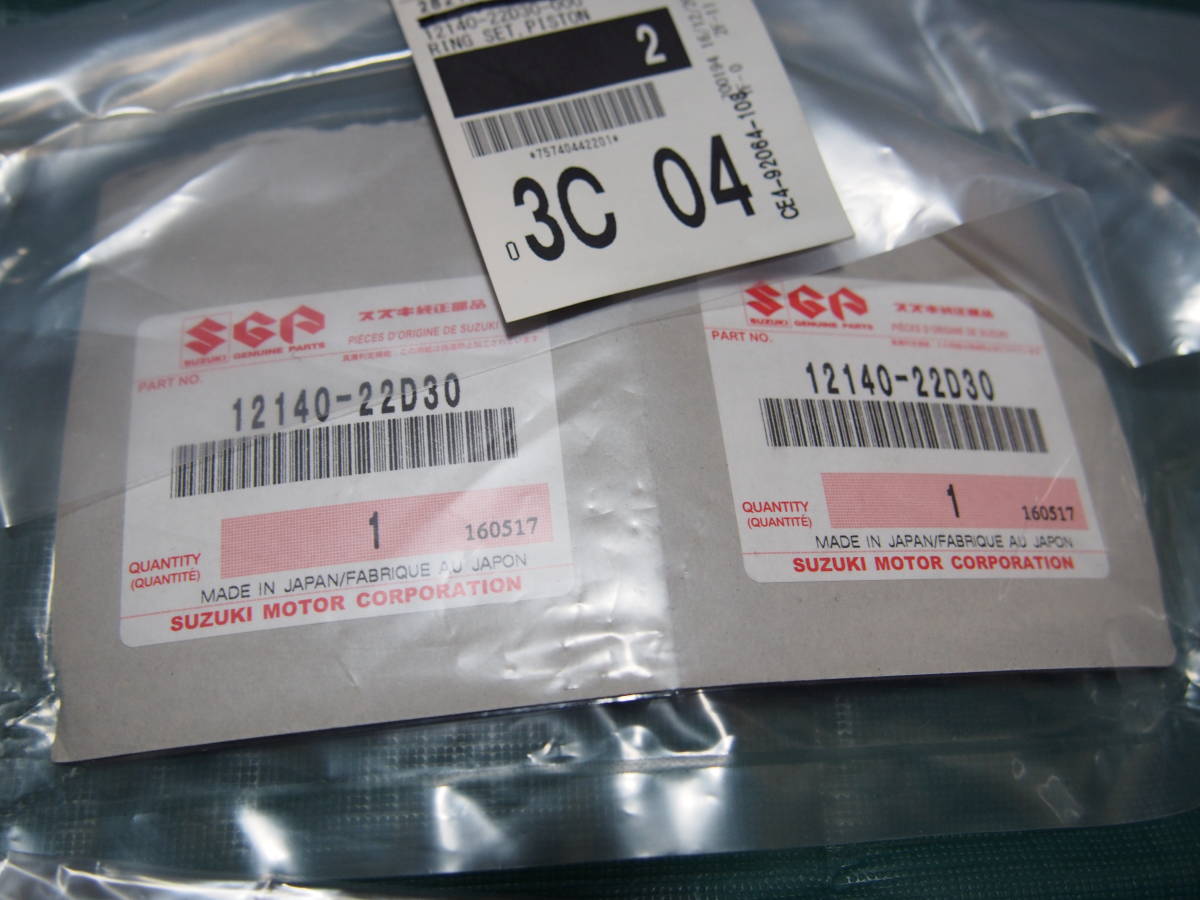 12140-22D30-000
RING SET,PISTON
2
*75740442201*
0 3C 04
CE4-92064-108
SGP
スズキ純正部品
SUZUKI GENUINE PARTS
PIÈCES D'ORIGINE DE SUZUKI
PART NO.
12140-22D30
QUANTITY
(QUANTITÉ)
1
160517
MADE IN JAPAN/FABRIQUE AU JAPON
SUZUKI MOTOR CORPORATION
SGP
スズキ純正部品
SUZUKI GENUINE PARTS
PIÈCES D'ORIGINE DE SUZUKI
PART NO.
12140-22D30
QUANTITY
(QUANTITÉ)
1
160517
MADE IN JAPAN/FABRIQUE AU JAPON
SUZUKI MOTOR CORPORATION